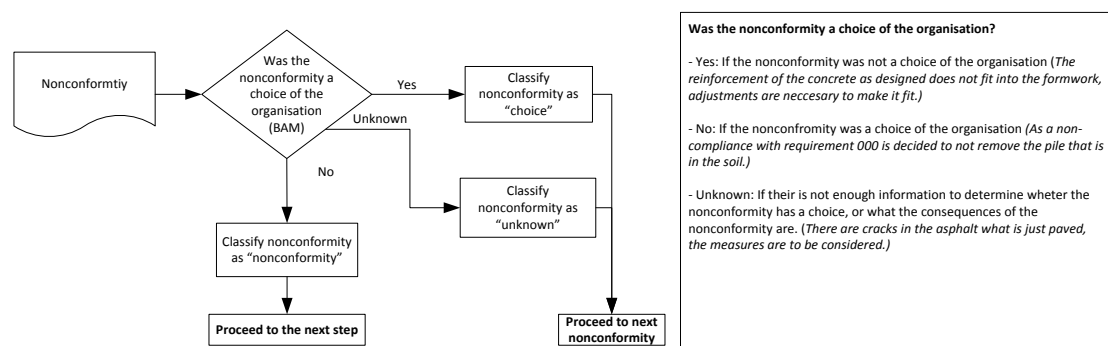 Nonconformtiy
Was the
nonconformity a
choice of the
organisation
(BAM)
Yes
Unknown
No
Classify
nonconformity as
“choice”
Classify
nonconformity as
“unknown”
Classify nonconformity
as “nonconformity”
Proceed to the next step
Proceed to next
nonconformity
Was the nonconformity a choice of the organisation?
- Yes: If the nonconformity was not a choice of the organisation (The
reinforcement of the concrete as designed does not fit into the formwork,
adjustments are neccesary to make it fit.)
- No: If the nonconfromity was a choice of the organisation (As a non-
compliance with requirement 000 is decided to not remove the pile that is
in the soil.)
- Unknown: If their is not enough information to determine wheter the
nonconformity has a choice, or what the consequences of the
nonconformity are. (There are cracks in the asphalt what is just paved,
the measures are to be considered.)